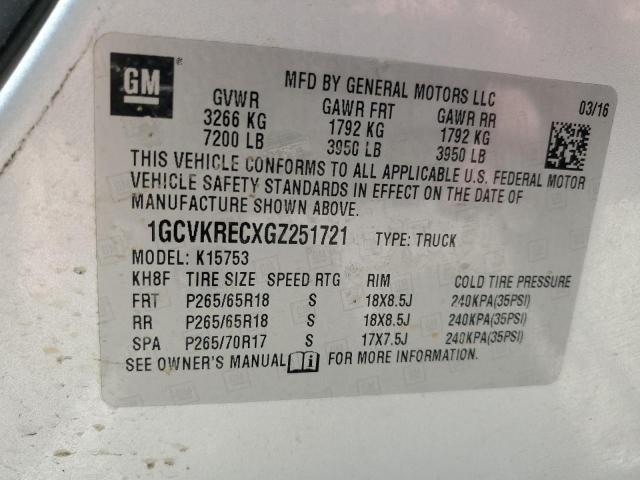 GM
MFD BY GENERAL MOTORS LLC
03/16
GVWR GAWR FRT GAWR RR
3266 KG 1792 KG 1792 KG
7200 LB 3950 LB 3950 LB
THIS VEHICLE CONFORMS TO ALL APPLICABLE U.S. FEDERAL MOTOR
VEHICLE SAFETY STANDARDS IN EFFECT ON THE DATE OF
MANUFACTURE SHOWN ABOVE.
1GCVKRECXGZ251721 TYPE: TRUCK
MODEL: K15753
KH8F TIRE SIZE SPEED RTG RIM COLD TIRE PRESSURE
FRT P265/65R18 S 18X8.5J 240KPA(35PSI)
RR P265/65R18 S 18X8.5J 240KPA(35PSI)
SPA P265/70R17 S 17X7.5J 240KPA(35PSI)
SEE OWNER'S MANUAL FOR MORE INFORMATION.